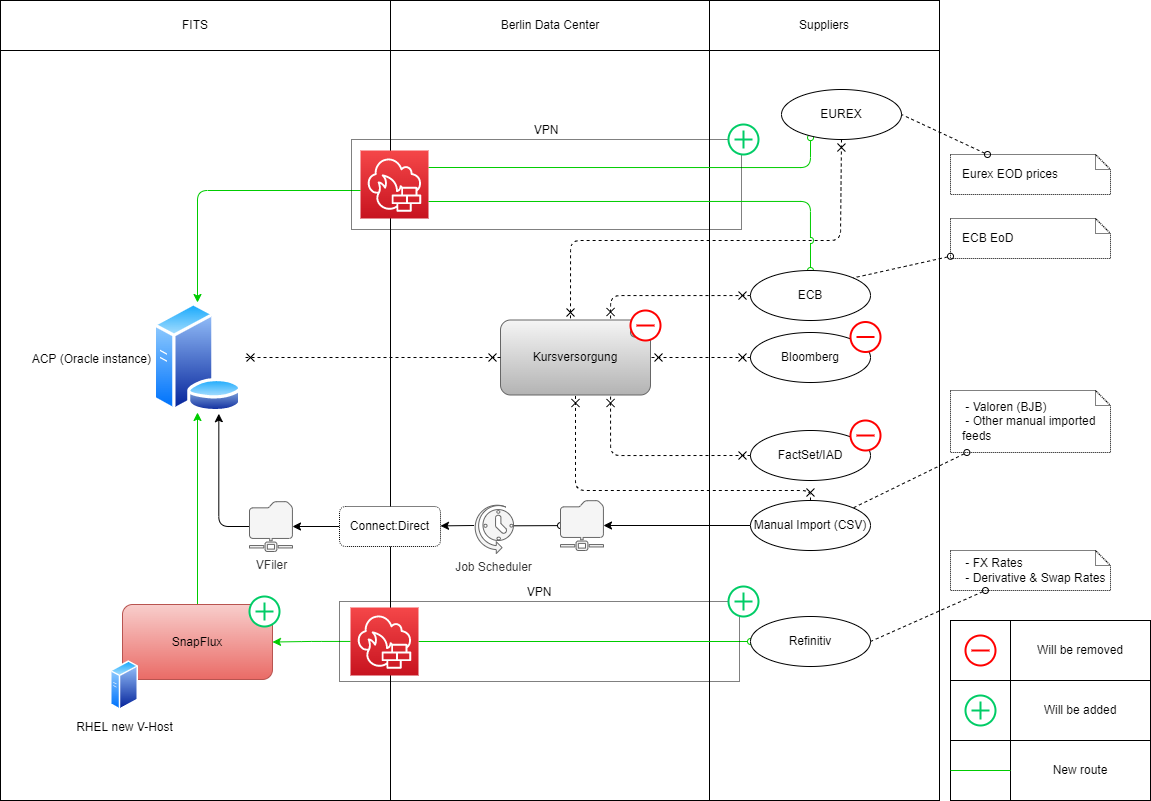 FITS
Berlin Data Center
Suppliers
VPN
EUREX
Eurex EOD prices
ECB EoD
ECB
ACP (Oracle instance)
Kursversorgung
Bloomberg
- Valoren (BJB)
- Other manual imported
feeds
FactSet/IAD
Connect:Direct
Manual Import (CSV)
VFiler
Job Scheduler
VPN
- FX Rates
- Derivative & Swap Rates
SnapFlux
Refinitiv
RHEL new V-Host
Will be removed
Will be added
New route